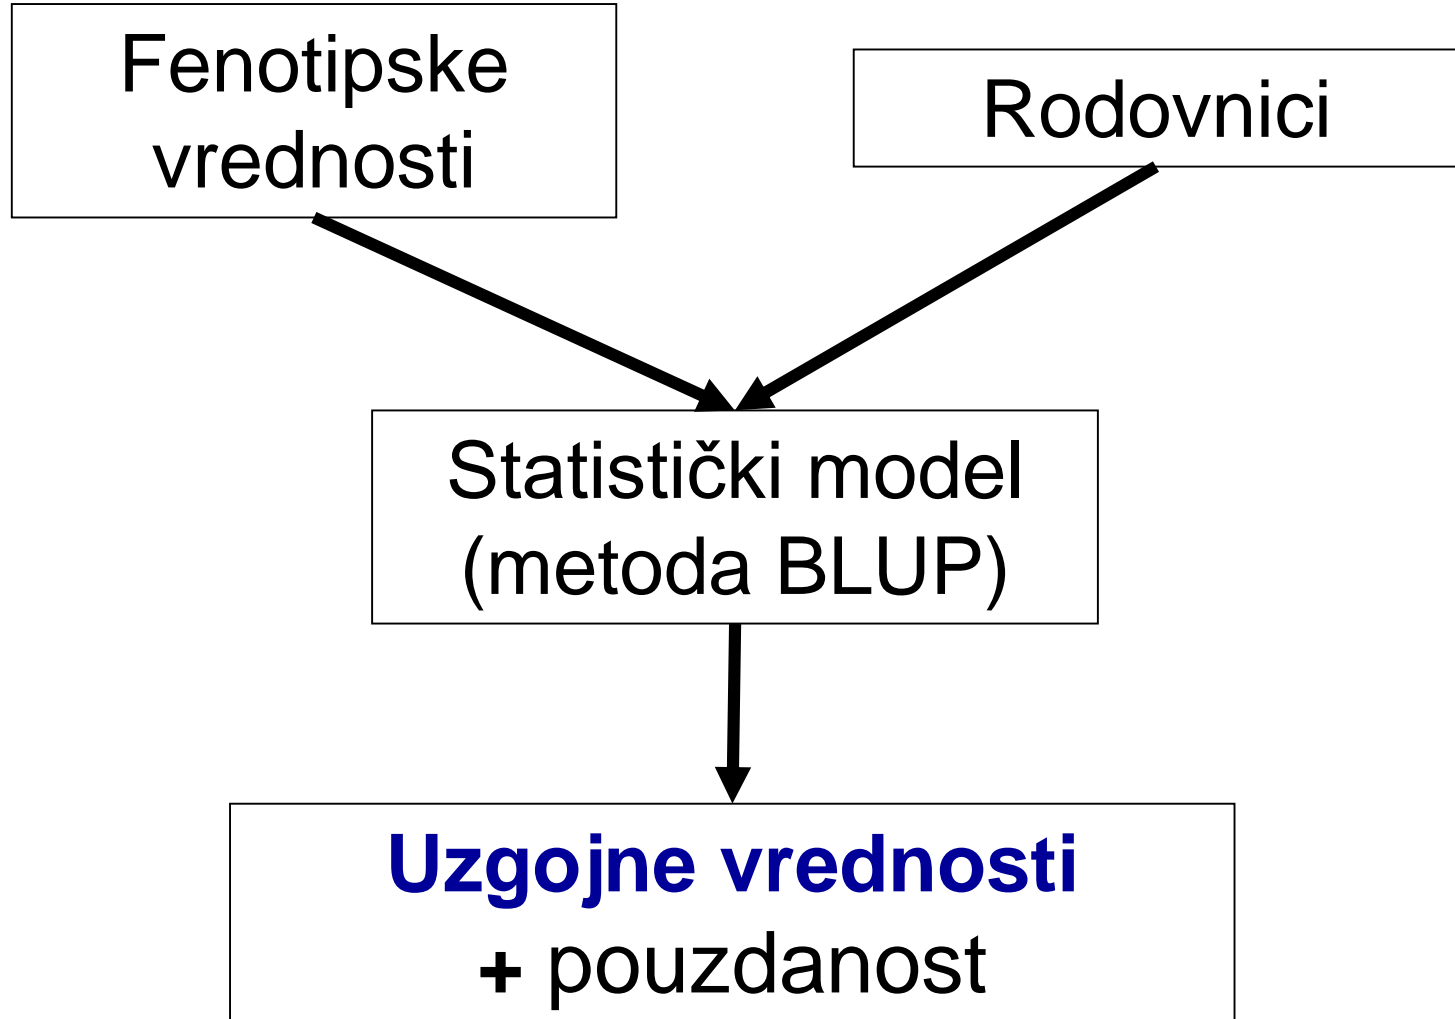 Fenotipske
vrednosti
Rodovnici
Statistički model
(metoda BLUP)
Uzgojne vrednosti
+ pouzdanost